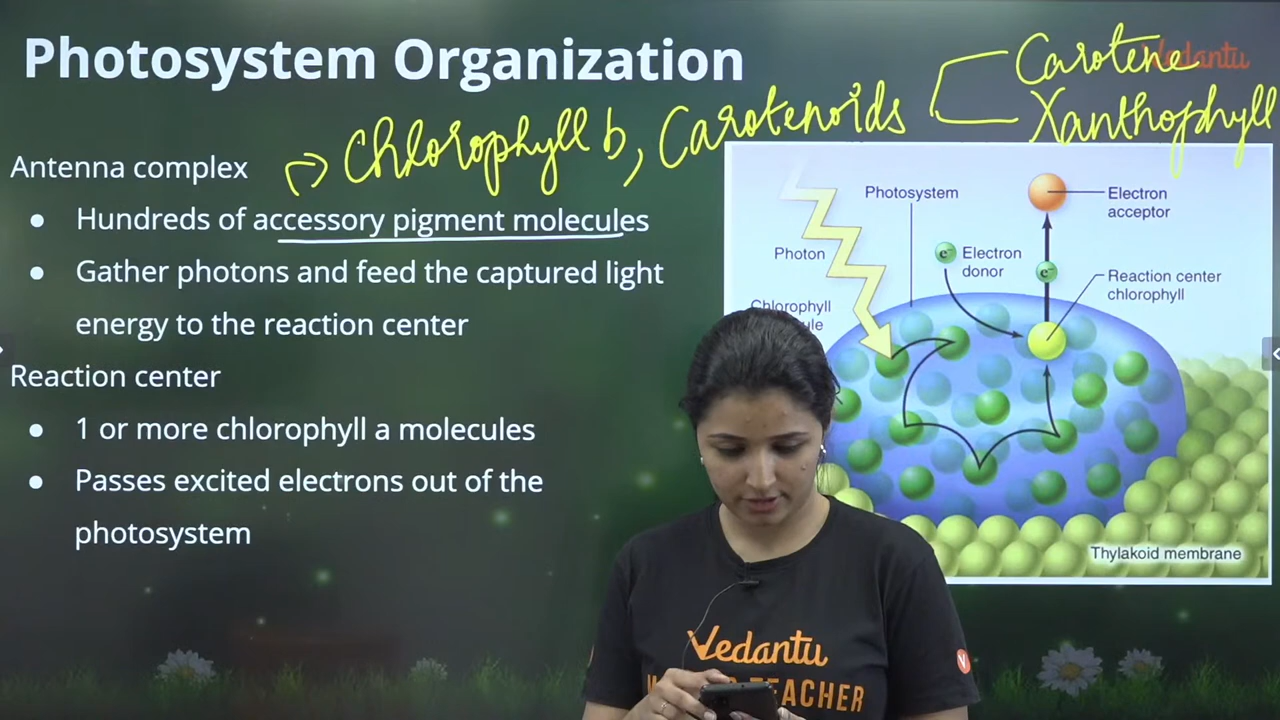 Photosystem Organization
Carotene
Vedantu
Xanthophyll
Chlorophyll b, Carotenoids
Antenna complex
● Hundreds of accessory pigment molecules
● Gather photons and feed the captured light
energy to the reaction center
Reaction center
● 1 or more chlorophyll a molecules
● Passes excited electrons out of the
photosystem
Photosystem
Electron
acceptor
Photon
e⁻ Electron
donor
e⁻
Reaction center
chlorophyll
Chlorophyll
Thylakoid membrane
Vedantu
TEACHER
V